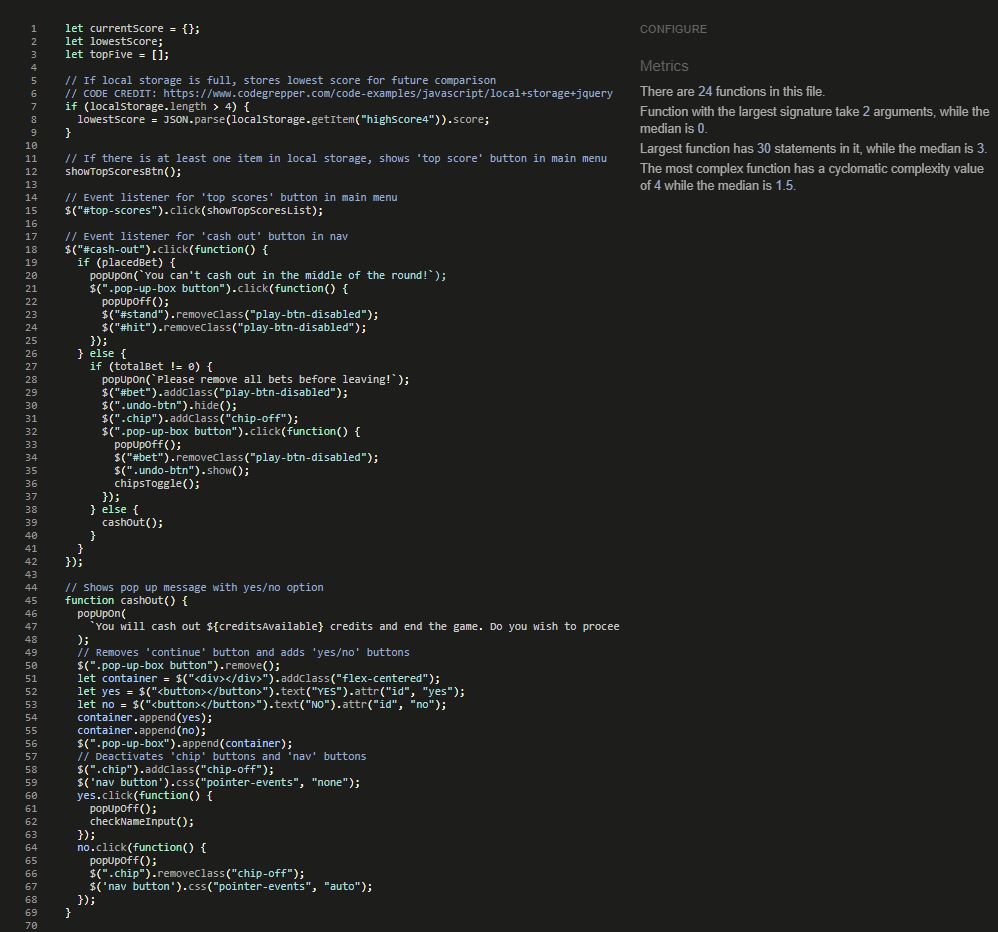 1 let currentScore = {};
2 let lowestScore;
3 let topFive = [];
4
5 // If local storage is full, stores lowest score for future comparison
6 // CODE CREDIT: https://www.codegrepper.com/code-examples/javascript/local+storage+jquery
7 if (localStorage.length > 4) {
8   lowestScore = JSON.parse(localStorage.getItem("highScore4")).score;
9 }
10
11 // If there is at least one item in local storage, shows 'top score' button in main menu
12 showTopScoresBtn();
13
14 // Event listener for 'top scores' button in main menu
15 $("#top-scores").click(showTopScoresList);
16
17 // Event listener for 'cash out' button in nav
18 $("#cash-out").click(function() {
19   if (placedBet) {
20     popUpOn(`You can't cash out in the middle of the round!`);
21     $(".pop-up-box button").click(function() {
22       popUpOff();
23       $("#stand").removeClass("play-btn-disabled");
24       $("#hit").removeClass("play-btn-disabled");
25     });
26   } else {
27     if (totalBet != 0) {
28       popUpOn(`Please remove all bets before leaving!`);
29       $("#bet").addClass("play-btn-disabled");
30       $(".undo-btn").hide();
31       $(".chip").addClass("chip-off");
32       $(".pop-up-box button").click(function() {
33         popUpOff();
34         $("#bet").removeClass("play-btn-disabled");
35         $(".undo-btn").show();
36         chipsToggle();
37       });
38     } else {
39       cashOut();
40     }
41   }
42 });
43
44 // Shows pop up message with yes/no option
45 function cashOut() {
46   popUpOn(
47     `You will cash out ${creditsAvailable} credits and end the game. Do you wish to procee
48   );
49   // Removes 'continue' button and adds 'yes/no' buttons
50   $(".pop-up-box button").remove();
51   let container = $("<div></div>").addClass("flex-centered");
52   let yes = $("<button></button>").text("YES").attr("id", "yes");
53   let no = $("<button></button>").text("NO").attr("id", "no");
54   container.append(yes);
55   container.append(no);
56   $(".pop-up-box").append(container);
57   // Deactivates 'chip' buttons and 'nav' buttons
58   $(".chip").addClass("chip-off");
59   $('nav button').css("pointer-events", "none");
60   yes.click(function() {
61     popUpOff();
62     checkNameInput();
63   });
64   no.click(function() {
65     popUpOff();
66     $(".chip").removeClass("chip-off");
67     $('nav button').css("pointer-events", "auto");
68   });
69 }
70
CONFIGURE
Metrics
There are 24 functions in this file.
Function with the largest signature take 2 arguments, while the
median is 0.
Largest function has 30 statements in it, while the median is 3.
The most complex function has a cyclomatic complexity value
of 4 while the median is 1.5.